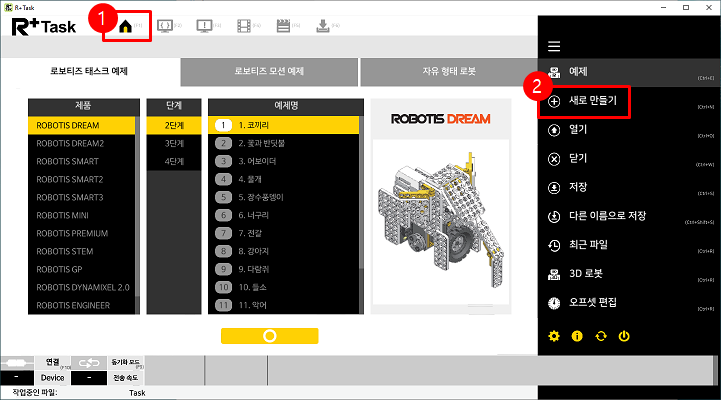 R+ Task
R+ Task
1
(F1)
(F2)
(F3)
(F4)
(F5)
(F6)
로보티즈 태스크 예제
로보티즈 모션 예제
자유 형태 로봇
제품
단계
예제명
ROBOTIS DREAM
ROBOTIS DREAM2
ROBOTIS SMART
ROBOTIS SMART2
ROBOTIS SMART3
ROBOTIS MINI
ROBOTIS PREMIUM
ROBOTIS STEM
ROBOTIS GP
ROBOTIS DYNAMIXEL 2.0
ROBOTIS ENGINEER
2단계
3단계
4단계
1 1. 코끼리
2 2. 꽃과 반딧불
3 3. 어보이더
4 4. 물개
5 5. 장수풍뎅이
6 6. 너구리
7 7. 전갈
8 8. 강아지
9 9. 다람쥐
10 10. 들소
11 11. 악어
ROBOTIS DREAM
예제 (Ctrl+E)
2
새로 만들기 (Ctrl+N)
열기 (Ctrl+O)
닫기 (Ctrl+W)
저장 (Ctrl+S)
다른 이름으로 저장 (Ctrl+Shift+S)
최근 파일 (Ctrl+R)
3D 로봇
오프셋 편집
연결 (F10)
동기화 모드 (F9)
- Device - 전송 속도
작업중인 파일: Task